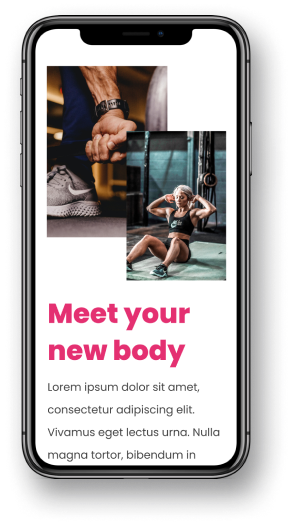 Meet your
new body
Lorem ipsum dolor sit amet,
consectetur adipiscing elit.
Vivamus eget lectus urna. Nulla
magna tortor, bibendum in